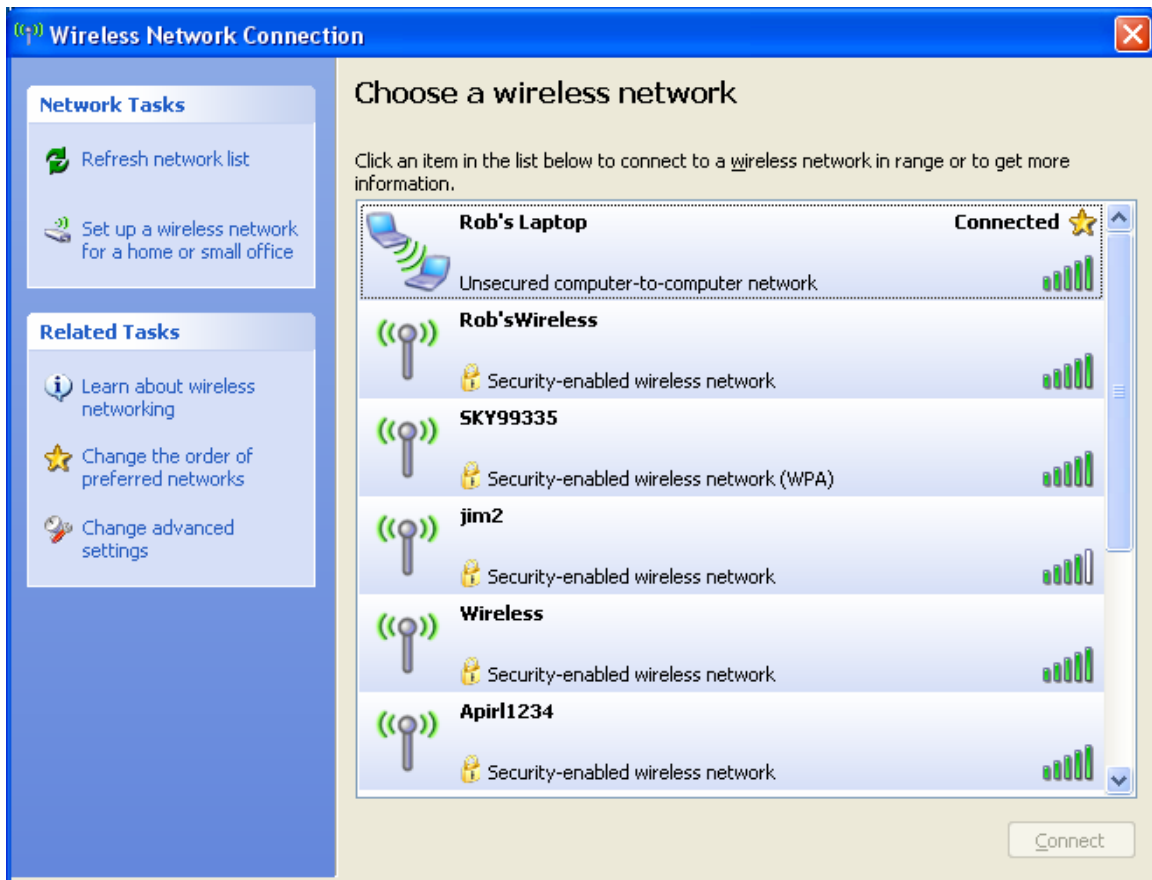 Wireless Network Connection
Network Tasks
Refresh network list
Set up a wireless network
for a home or small office
Related Tasks
Learn about wireless
networking
Change the order of
preferred networks
Change advanced
settings
Choose a wireless network
Click an item in the list below to connect to a wireless network in range or to get more
information.
Rob's Laptop Connected
Unsecured computer-to-computer network
Rob'sWireless
Security-enabled wireless network
SKY99335
Security-enabled wireless network (WPA)
jim2
Security-enabled wireless network
Wireless
Security-enabled wireless network
Apirl1234
Security-enabled wireless network
Connect